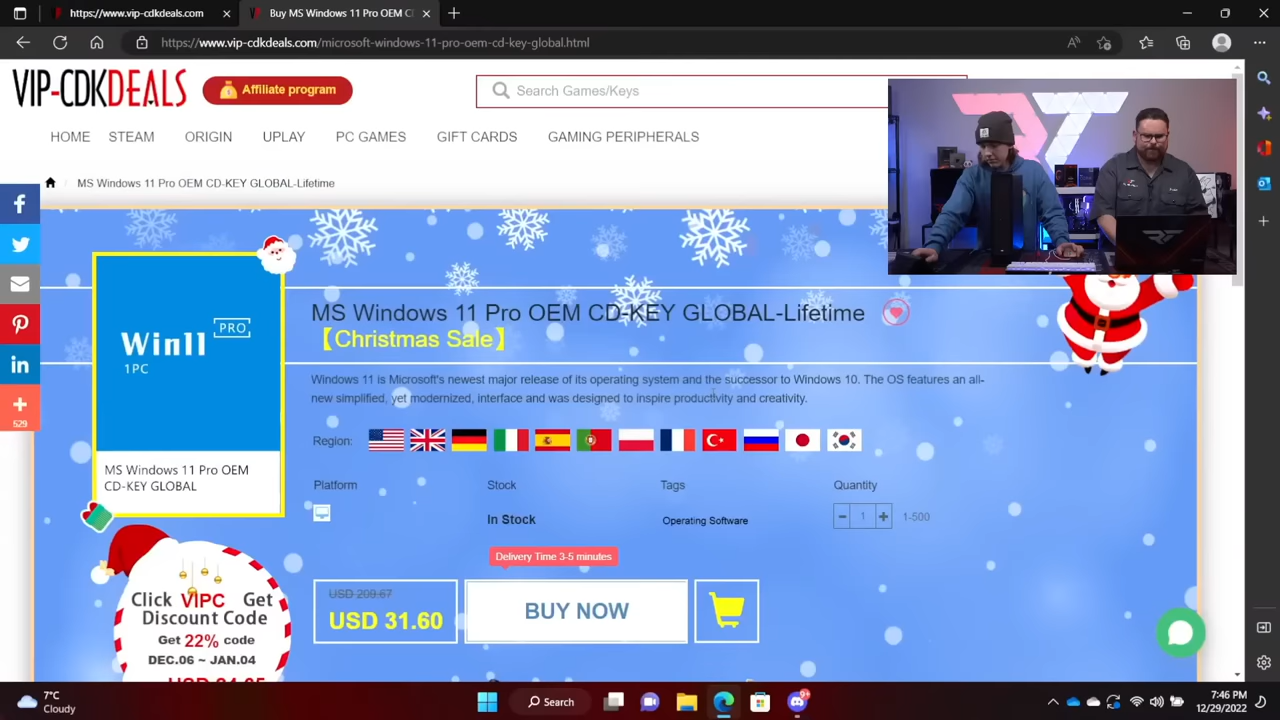 https://www.vip-cdkdeals.com
Buy MS Windows 11 Pro OEM C
https://www.vip-cdkdeals.com/microsoft-windows-11-pro-oem-cd-key-global.html
VIP-CDKDEALS
Affiliate program
Search Games/Keys
HOME STEAM ORIGIN UPLAY PC GAMES GIFT CARDS GAMING PERIPHERALS
MS Windows 11 Pro OEM CD-KEY GLOBAL-Lifetime
MS Windows 11 Pro OEM CD-KEY GLOBAL-Lifetime
【Christmas Sale】
Windows 11 is Microsoft's newest major release of its operating system and the successor to Windows 10. The OS features an all-
new simplified, yet modernized, interface and was designed to inspire productivity and creativity.
Win11 PRO
1PC
MS Windows 11 Pro OEM
CD-KEY GLOBAL
Region:
Platform Stock Tags Quantity
In Stock Operating Software - 1 + 1-500
Delivery Time 3-5 minutes
USD 209.67
USD 31.60
BUY NOW
529
Click VIPC Get
Discount Code
Get 22% code
DEC.06 ~ JAN.04
7°C
Cloudy
Search
9+
7:46 PM
12/29/2022